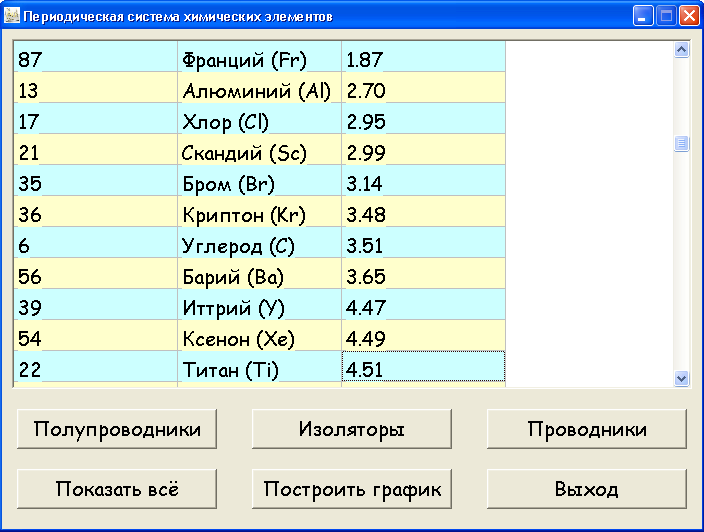 Периодическая система химических элементов
87 Франций (Fr) 1.87
13 Алюминий (Al) 2.70
17 Хлор (Cl) 2.95
21 Скандий (Sc) 2.99
35 Бром (Br) 3.14
36 Криптон (Kr) 3.48
6 Углерод (C) 3.51
56 Барий (Ba) 3.65
39 Иттрий (Y) 4.47
54 Ксенон (Xe) 4.49
22 Титан (Ti) 4.51
Полупроводники Изоляторы Проводники
Показать всё Построить график Выход